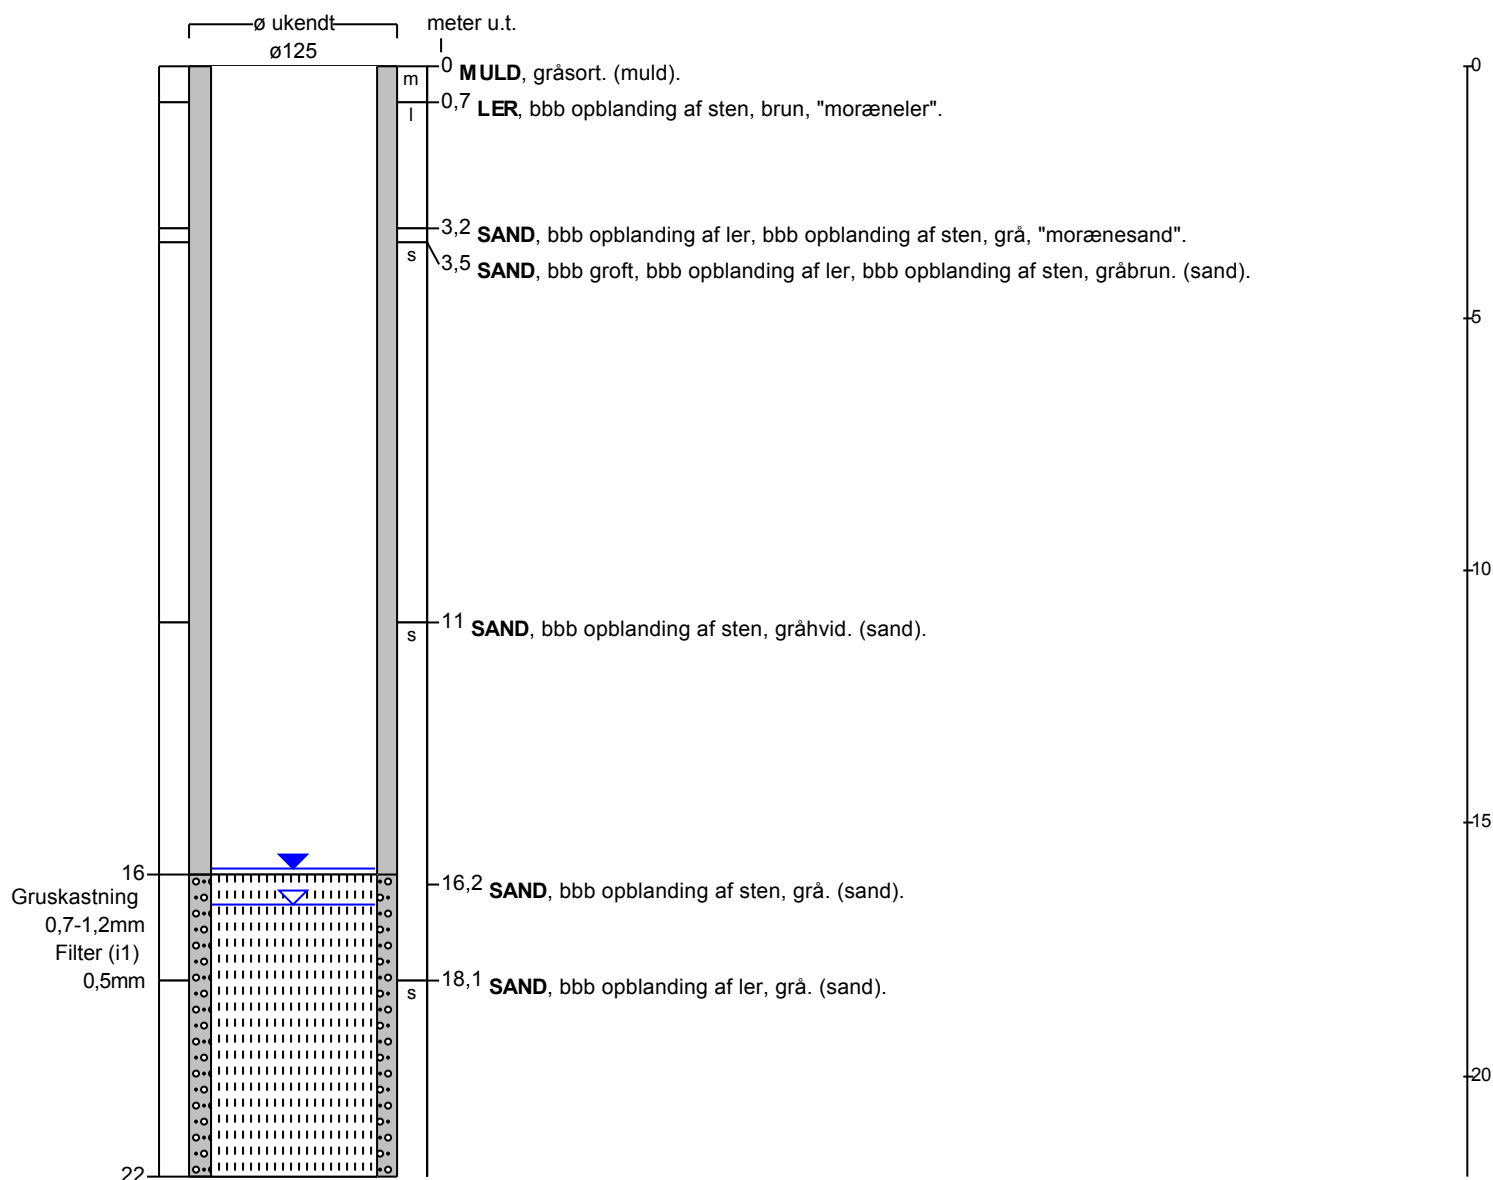 ø ukendt
meter u.t.
ø125
0 MULD, gråsort. (muld).
0
m
0,7 LER, bbb opblanding af sten, brun, "moræneler".
l
3,2 SAND, bbb opblanding af ler, bbb opblanding af sten, grå, "morænesand".
s
3,5 SAND, bbb groft, bbb opblanding af ler, bbb opblanding af sten, gråbrun. (sand).
5
10
11 SAND, bbb opblanding af sten, gråhvid. (sand).
s
15
16
16,2 SAND, bbb opblanding af sten, grå. (sand).
Gruskastning
0,7-1,2mm
Filter (i1)
0,5mm
18,1 SAND, bbb opblanding af ler, grå. (sand).
s
20
22